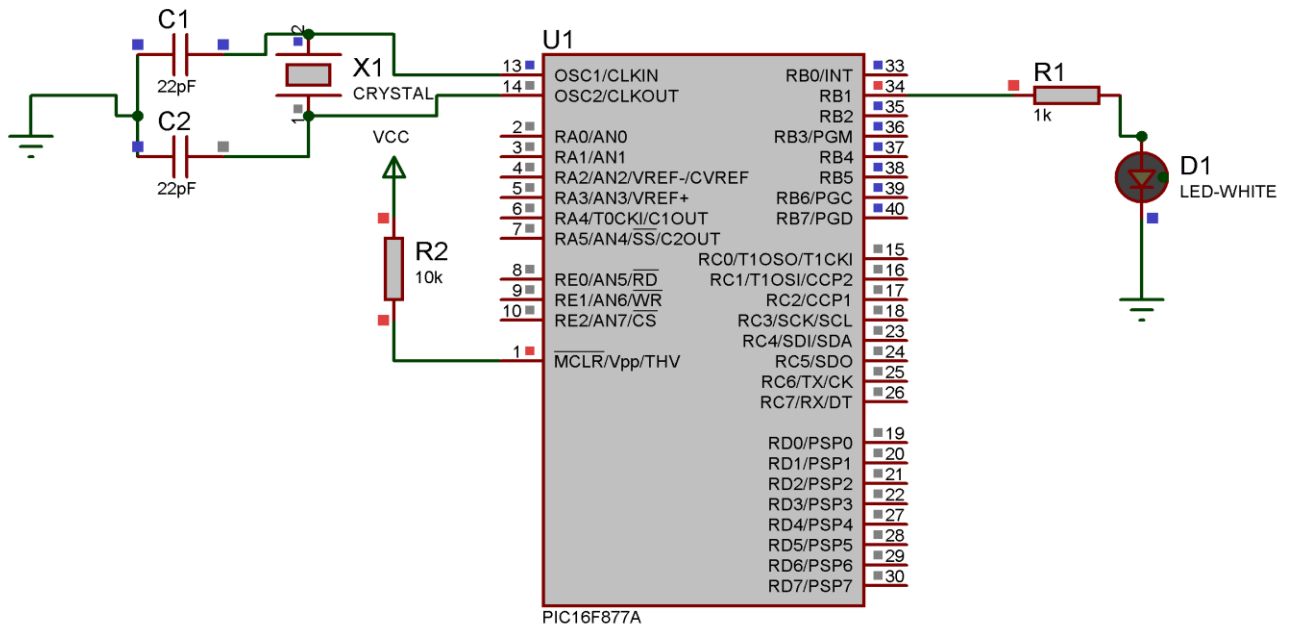 C1
22pF
C2
22pF
2
X1
CRYSTAL
1
VCC
R2
10k
U1
13 OSC1/CLKIN
14 OSC2/CLKOUT
2 RA0/AN0
3 RA1/AN1
4 RA2/AN2/VREF-/CVREF
5 RA3/AN3/VREF+
6 RA4/T0CKI/C1OUT
7 RA5/AN4/SS/C2OUT
8 RE0/AN5/RD
9 RE1/AN6/WR
10 RE2/AN7/CS
1 MCLR/Vpp/THV
RB0/INT 33
RB1 34
RB2 35
RB3/PGM 36
RB4 37
RB5 38
RB6/PGC 39
RB7/PGD 40
RC0/T1OSO/T1CKI 15
RC1/T1OSI/CCP2 16
RC2/CCP1 17
RC3/SCK/SCL 18
RC4/SDI/SDA 23
RC5/SDO 24
RC6/TX/CK 25
RC7/RX/DT 26
RD0/PSP0 19
RD1/PSP1 20
RD2/PSP2 21
RD3/PSP3 22
RD4/PSP4 27
RD5/PSP5 28
RD6/PSP6 29
RD7/PSP7 30
PIC16F877A
R1
1k
D1
LED-WHITE